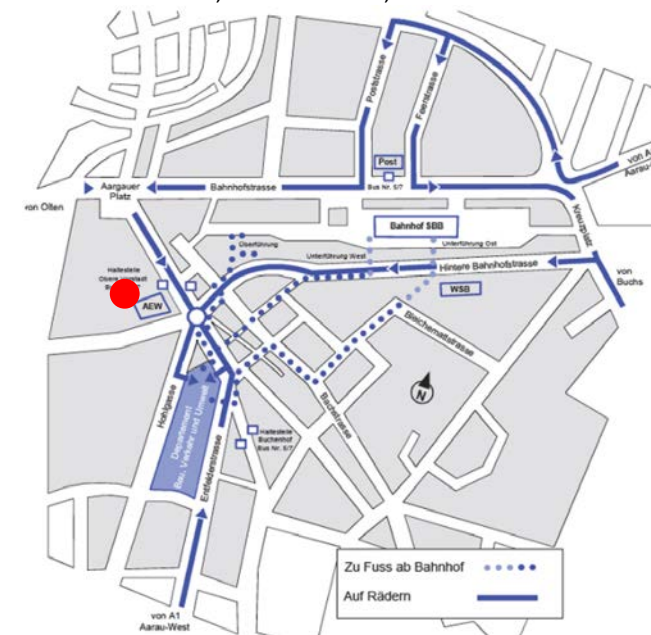 Poststrasse
Feerstrasse
Post
Bus Nr. 5/7
von A
Aarau-
Aargauer
Platz
Bahnhofstrasse
von Olten
Kreuzplatz
Bahnhof SBB
Überführung
Unterführung West
Unterführung Ost
Hintere Bahnhofstrasse
WSB
von
Buchs
Haltestelle
Obere
AEW
Bleichemattstrasse
Bachstrasse
N
Hohlgasse
Departement
Bau, Verkehr und Umwelt
Entfelderstrasse
Haltestelle
Buchenhof
Bus Nr. 5/7
von A1
Aarau-West
Zu Fuss ab Bahnhof
Auf Rädern